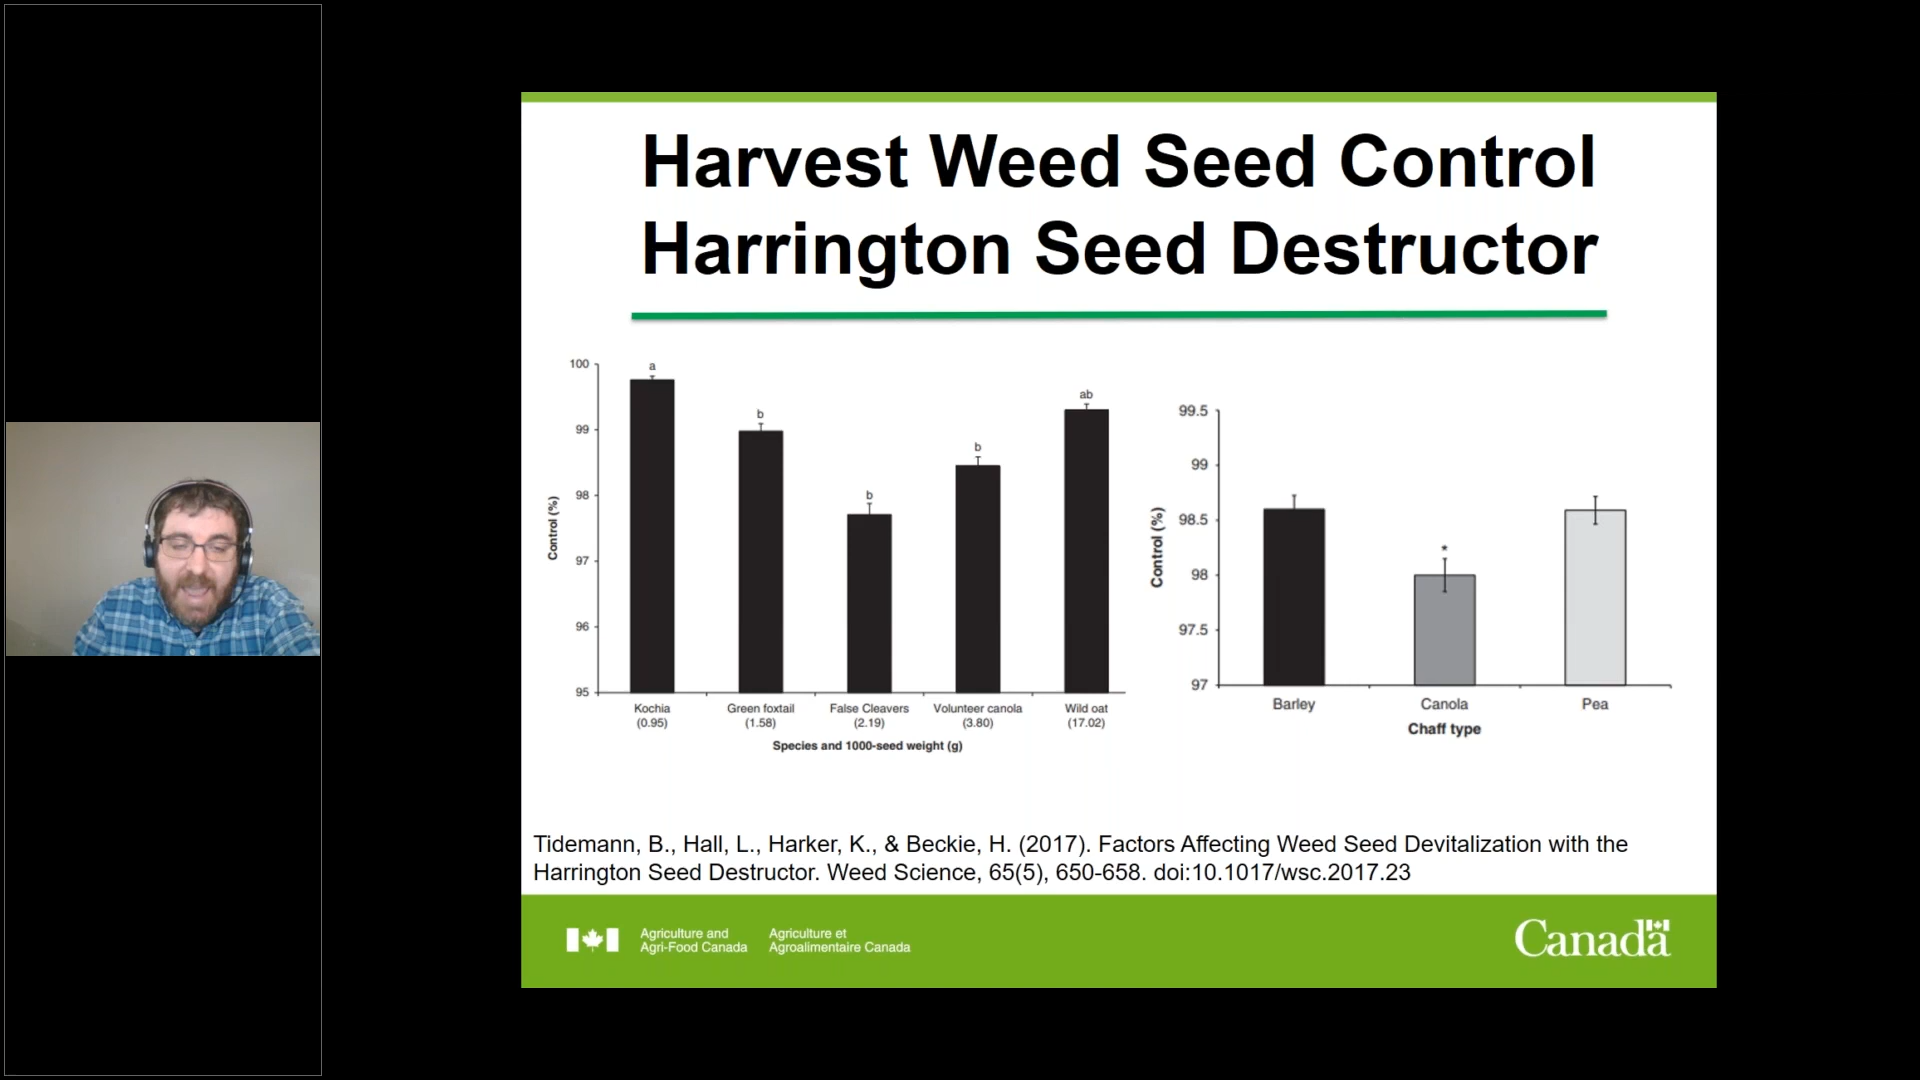 Harvest Weed Seed Control
Harrington Seed Destructor
100
99
98
97
96
95
Control (%)
a
b
b
b
ab
Kochia
(0.95)
Green foxtail
(1.58)
False Cleavers
(2.19)
Volunteer canola
(3.80)
Wild oat
(17.02)
Species and 1000-seed weight (g)
99.5
99
98.5
98
97.5
97
Control (%)
*
Barley
Canola
Pea
Chaff type
Tidemann, B., Hall, L., Harker, K., & Beckie, H. (2017). Factors Affecting Weed Seed Devitalization with the
Harrington Seed Destructor. Weed Science, 65(5), 650-658. doi:10.1017/wsc.2017.23
Agriculture and
Agri-Food Canada
Agriculture et
Agroalimentaire Canada
Canada